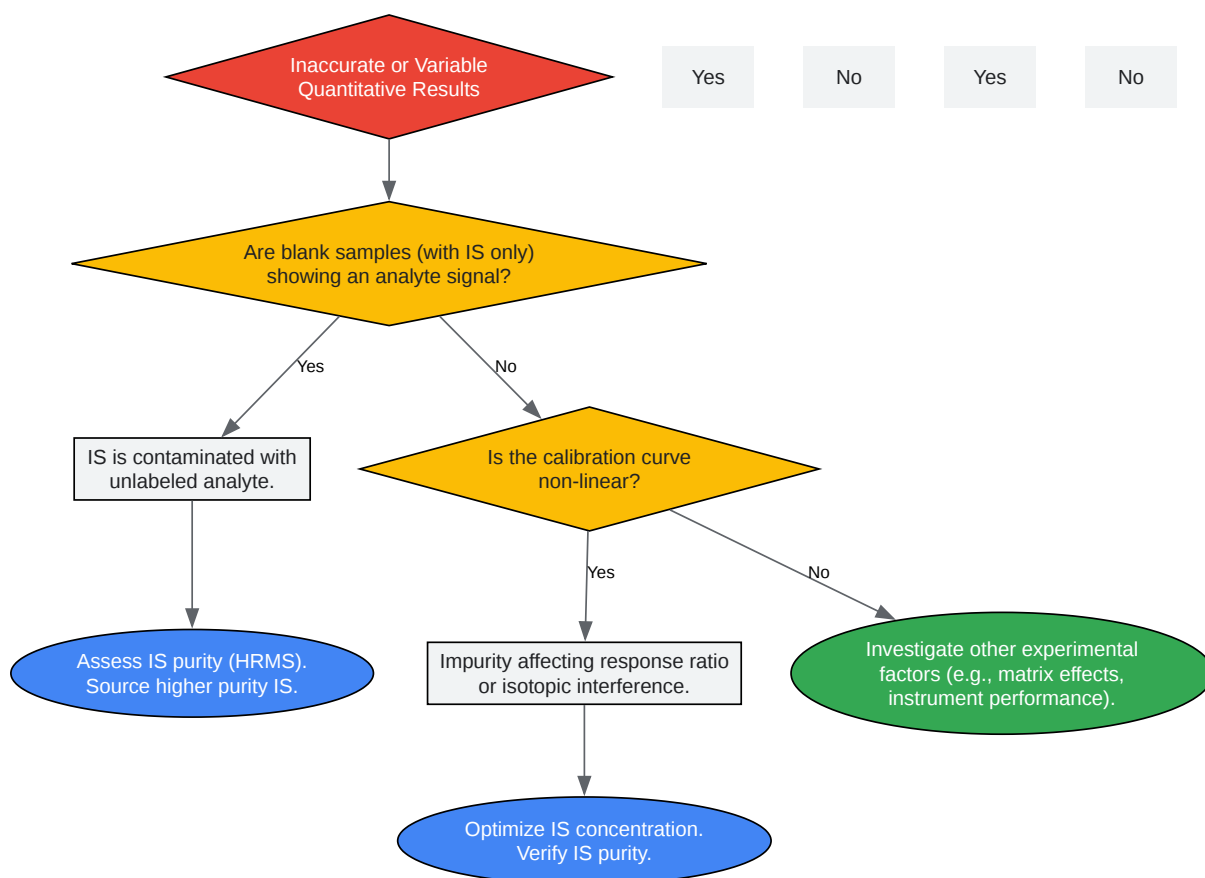 Inaccurate or Variable
Quantitative Results
Yes
No
Yes
No
Are blank samples (with IS only)
showing an analyte signal?
Yes
No
IS is contaminated with
unlabeled analyte.
Is the calibration curve
non-linear?
Yes
No
Assess IS purity (HRMS).
Source higher purity IS.
Impurity affecting response ratio
or isotopic interference.
Investigate other experimental
factors (e.g., matrix effects,
instrument performance).
Optimize IS concentration.
Verify IS purity.